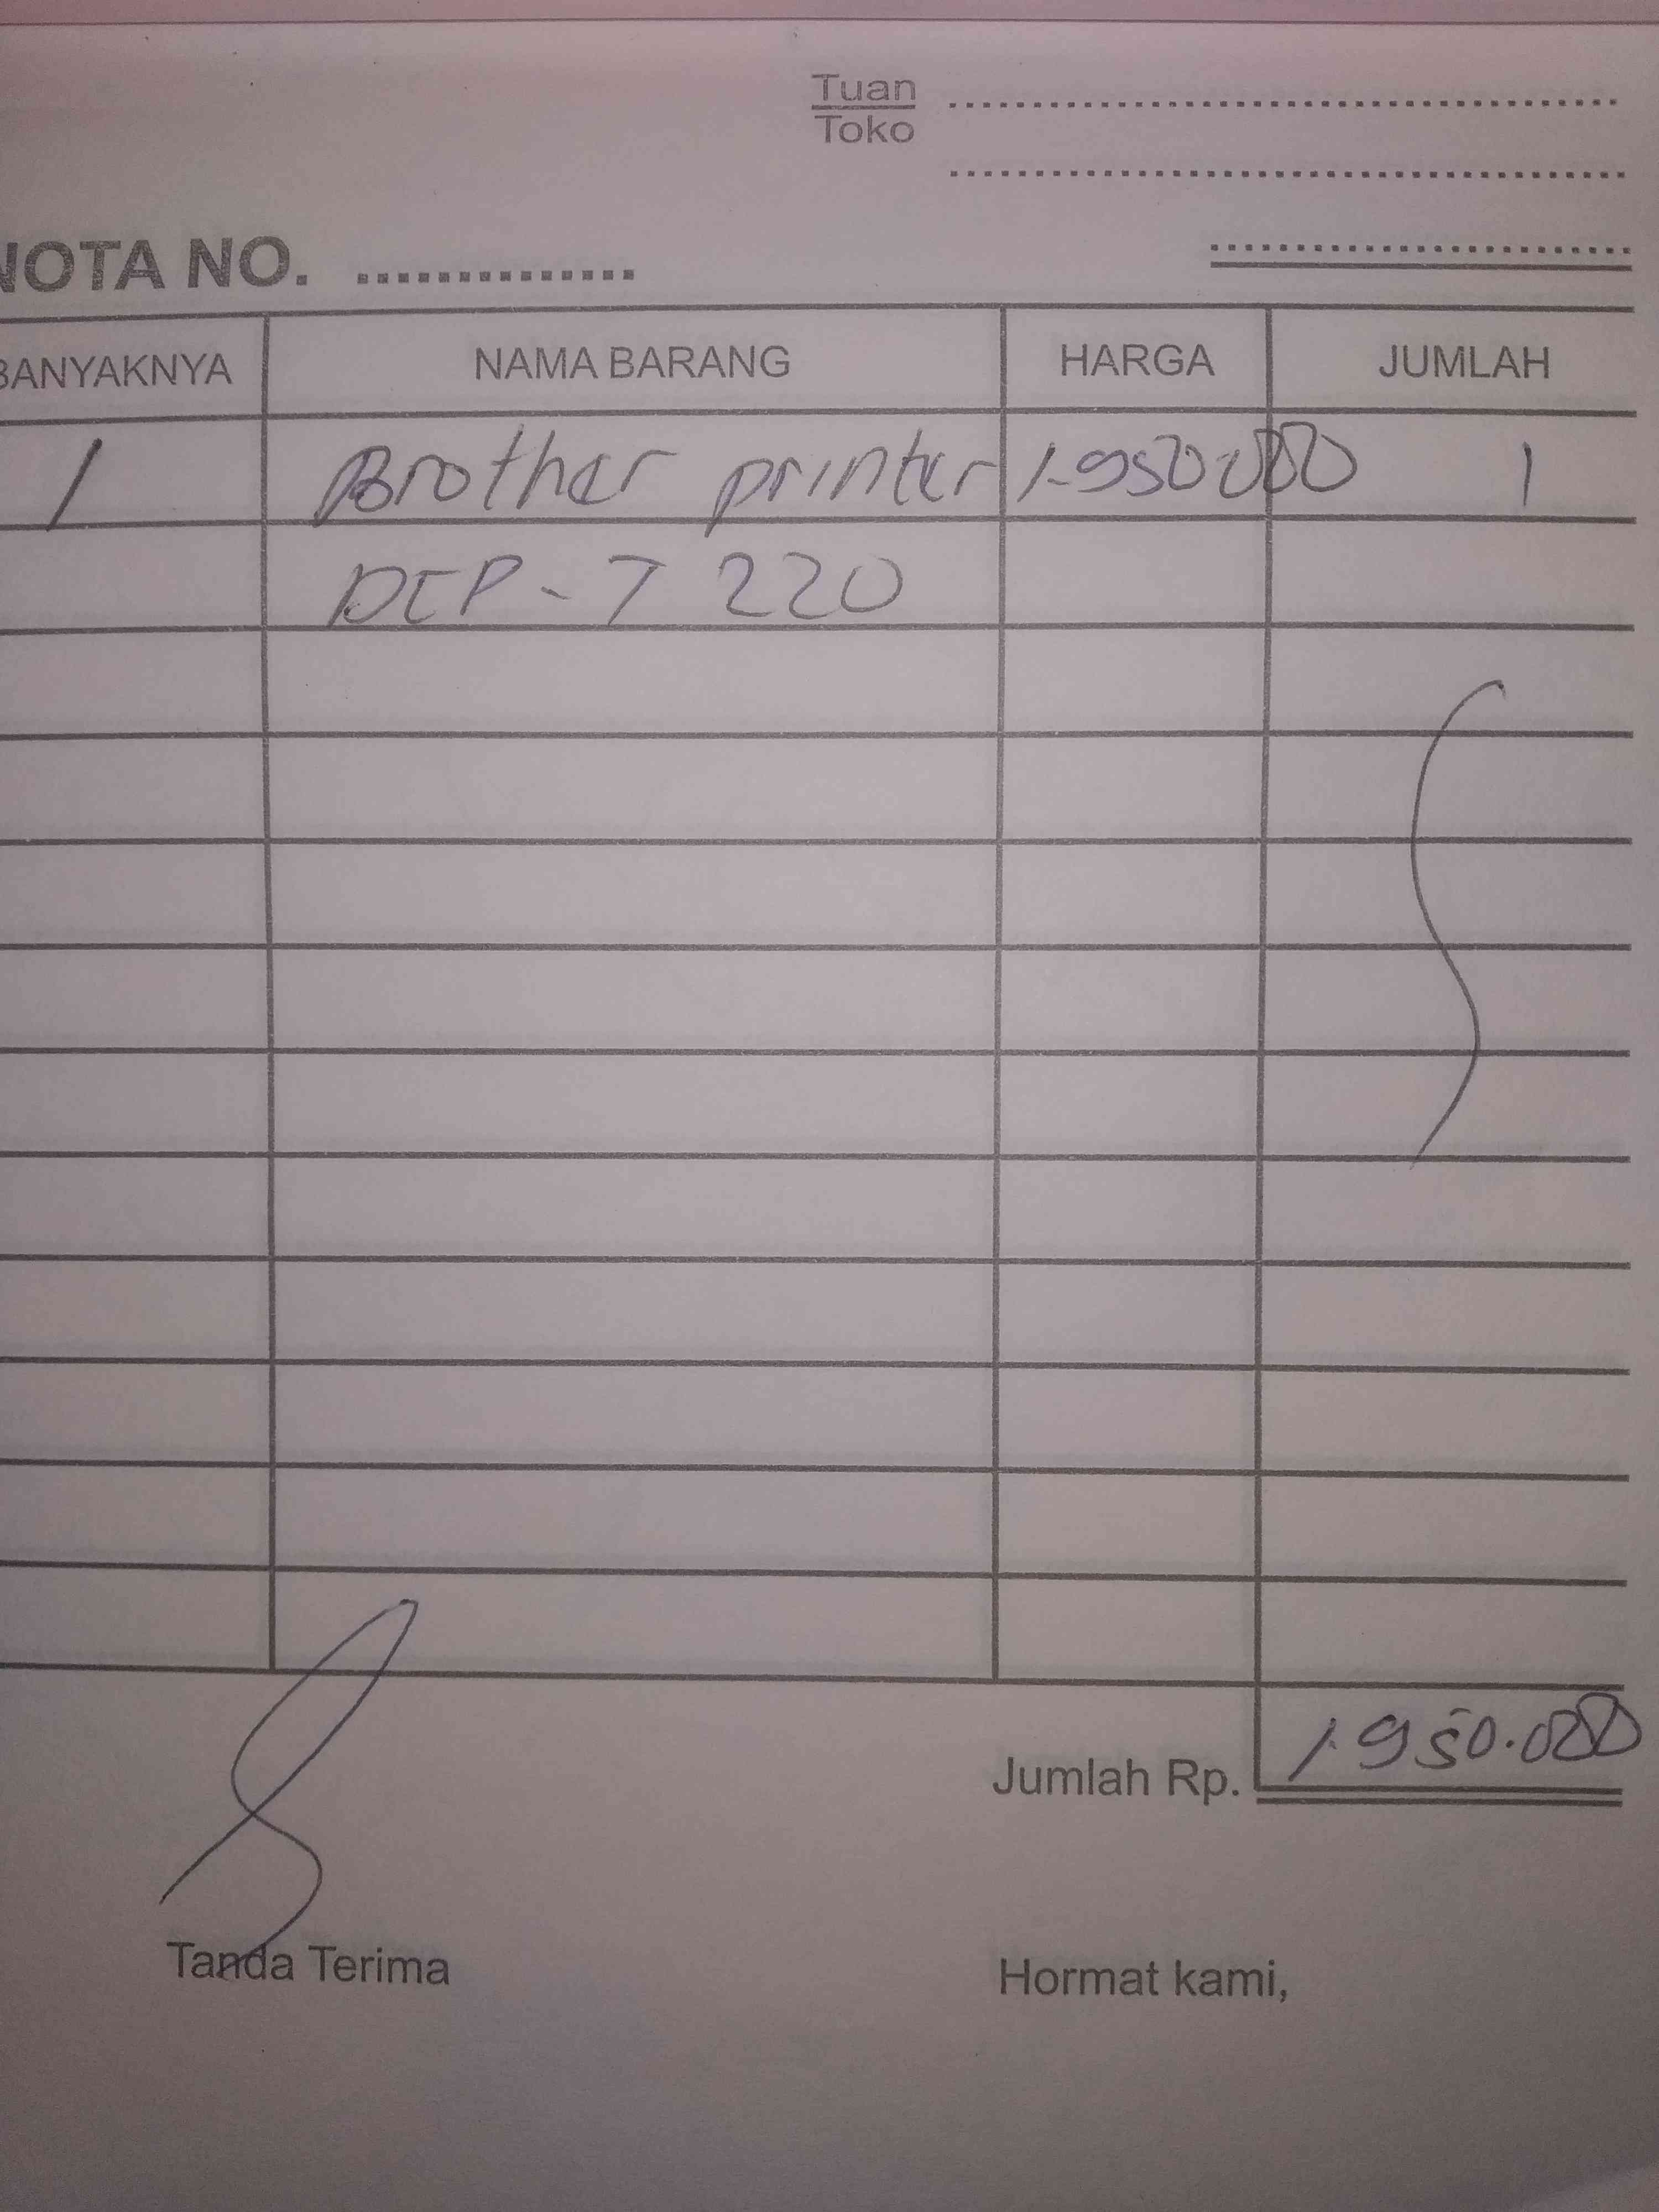 Tuan
Toko
NOTA NO.
BANYAKNYA NAMA BARANG HARGA JUMLAH
1 Brother printer 1.950.000 1
DCP-T 220
Jumlah Rp. 1.950.000
Tanda Terima Hormat kami,